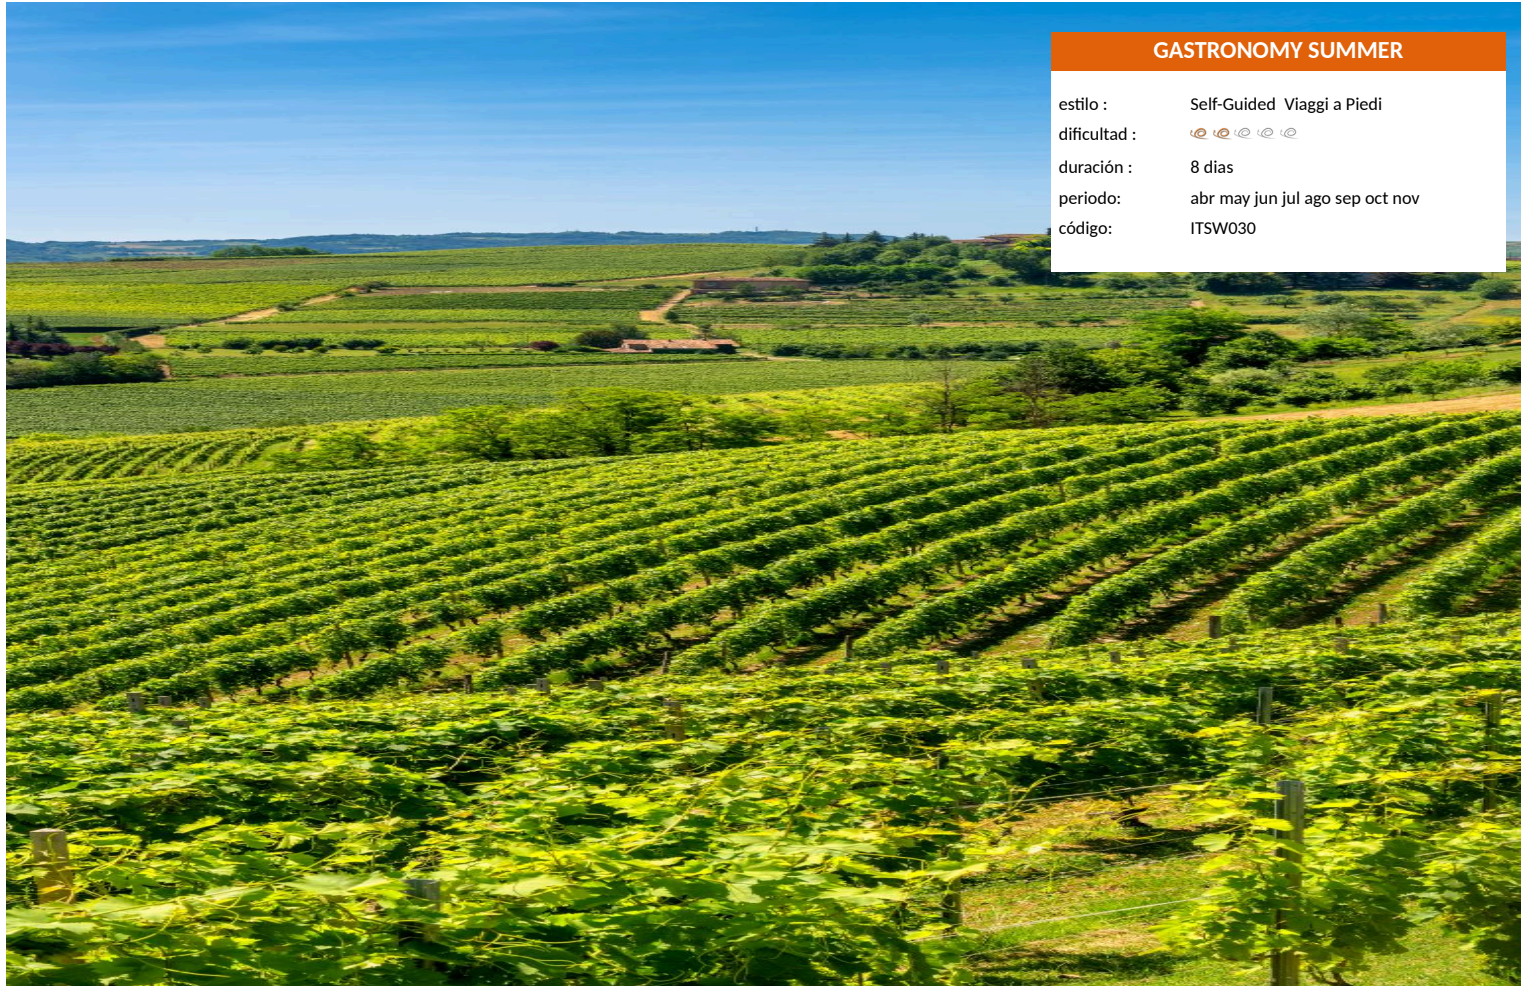 GASTRONOMY SUMMER
estilo : Self-Guided Viaggi a Piedi
dificultad :
duración : 8 dias
periodo: abr may jun jul ago sep oct nov
código: ITSW030